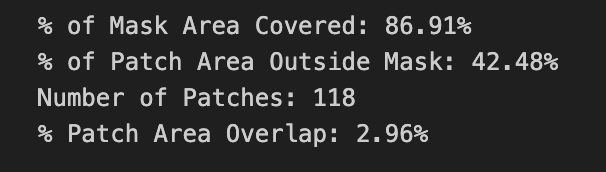 % of Mask Area Covered: 86.91%
% of Patch Area Outside Mask: 42.48%
Number of Patches: 118
% Patch Area Overlap: 2.96%